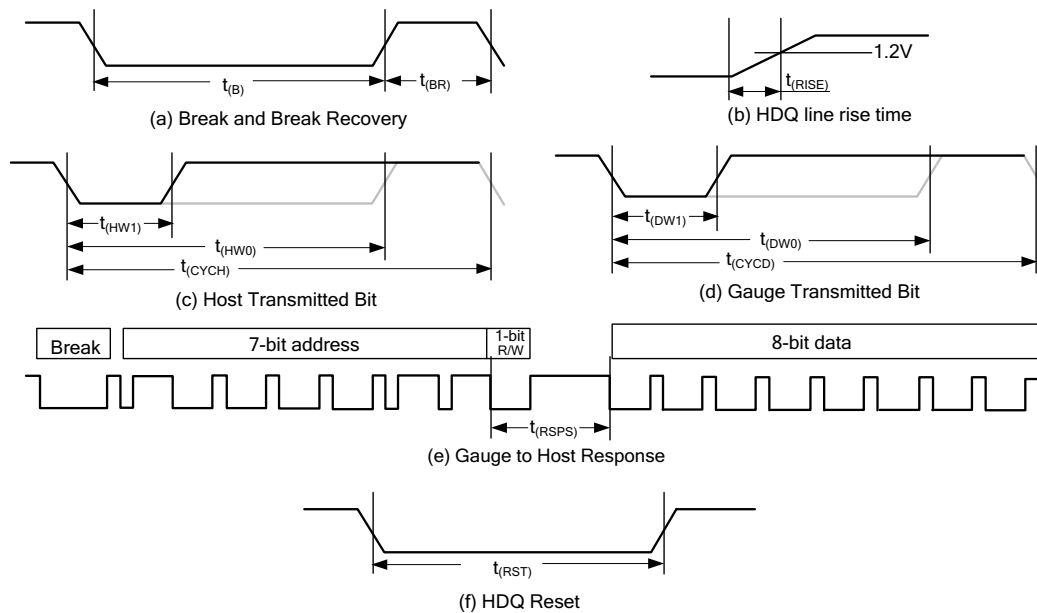 t(B)
t(BR)
(a) Break and Break Recovery
1.2V
t(RISE)
(b) HDQ line rise time
t(HW1)
t(HW0)
t(CYCH)
(c) Host Transmitted Bit
t(DW1)
t(DW0)
t(CYCD)
(d) Gauge Transmitted Bit
Break
7-bit address
1-bit
R/W
8-bit data
t(RSPS)
(e) Gauge to Host Response
t(RST)
(f) HDQ Reset